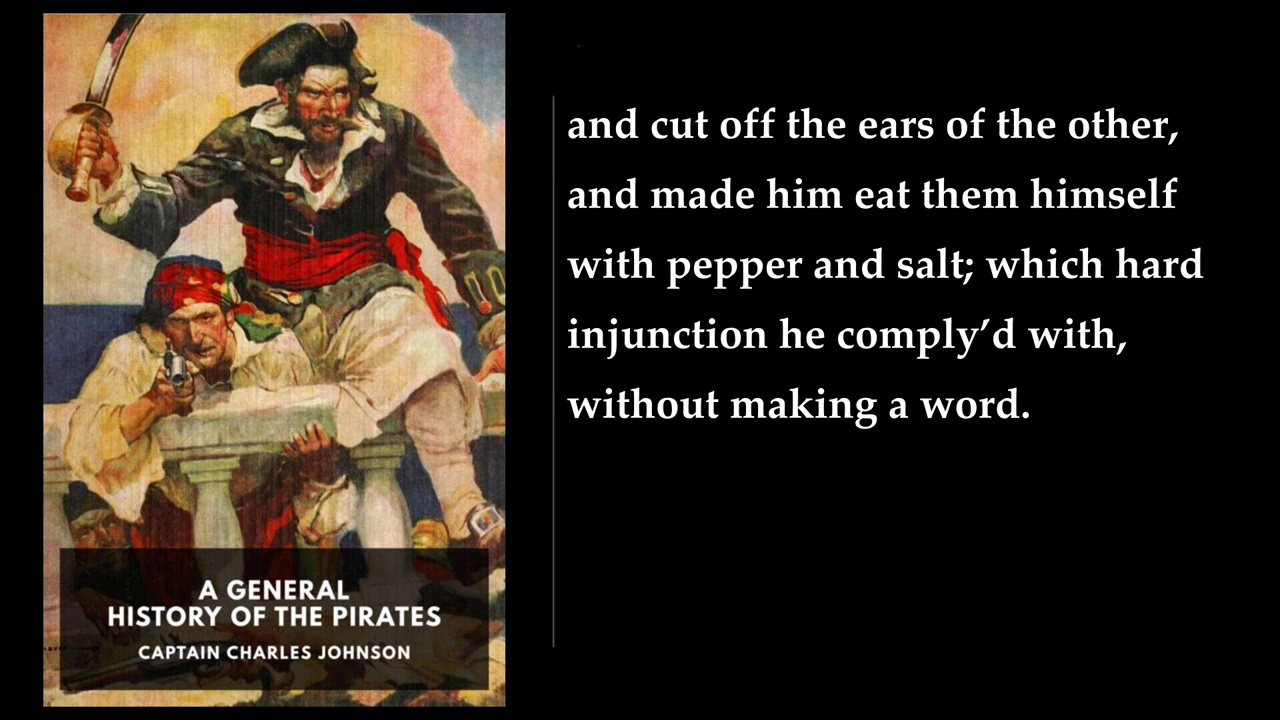 and cut off the ears of the other,
and made him eat them himself
with pepper and salt; which hard
injunction he comply’d with,
without making a word.
A GENERAL
HISTORY OF THE PIRATES
CAPTAIN CHARLES JOHNSON